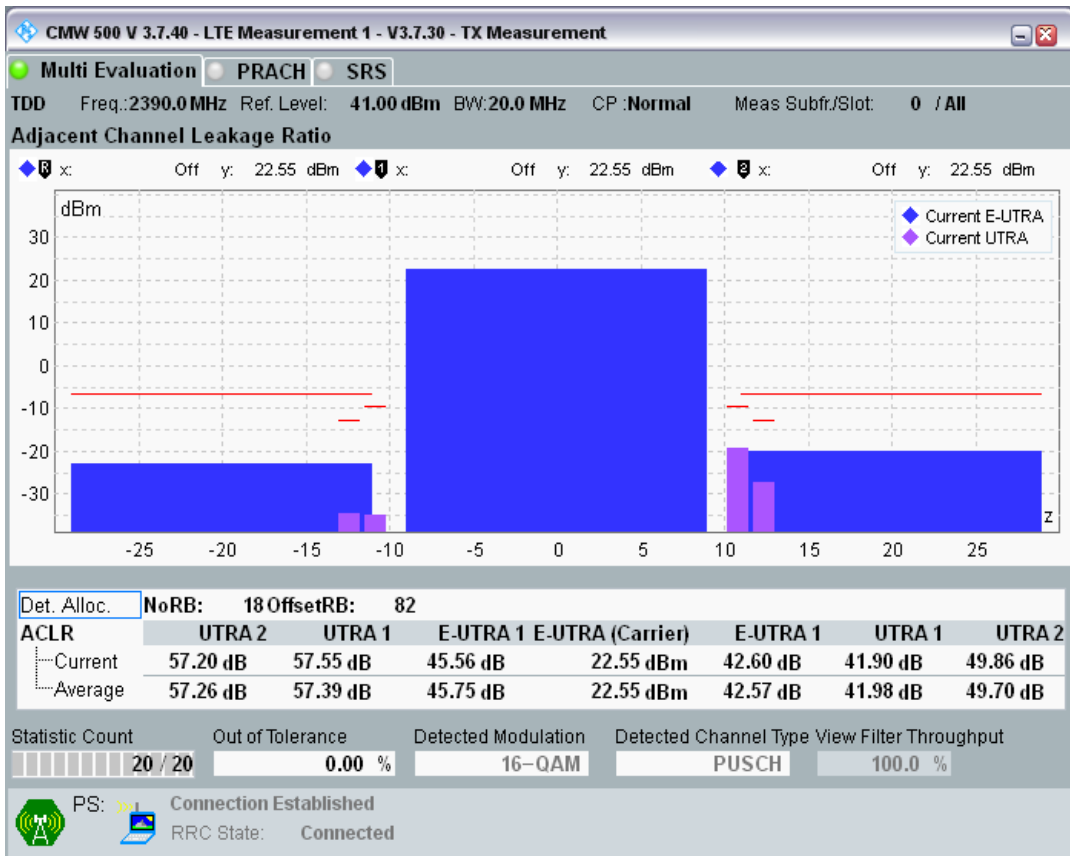 CMW 500 V 3.7.40 - LTE Measurement 1 - V3.7.30 - TX Measurement
Multi Evaluation PRACH SRS
TDD Freq.:2390.0 MHz Ref. Level: 41.00 dBm BW:20.0 MHz CP :Normal Meas Subfr./Slot: 0 / All
Adjacent Channel Leakage Ratio
R x: Off y: 22.55 dBm 1 x: Off y: 22.55 dBm 2 x: Off y: 22.55 dBm
dBm
Current E-UTRA
Current UTRA
30
20
10
0
-10
-20
-30
z
-25 -20 -15 -10 -5 0 5 10 15 20 25
Det. Alloc. NoRB: 18 OffsetRB: 82
ACLR UTRA 2 UTRA 1 E-UTRA 1 E-UTRA (Carrier) E-UTRA 1 UTRA 1 UTRA 2
Current 57.20 dB 57.55 dB 45.56 dB 22.55 dBm 42.60 dB 41.90 dB 49.86 dB
Average 57.26 dB 57.39 dB 45.75 dB 22.55 dBm 42.57 dB 41.98 dB 49.70 dB
Statistic Count Out of Tolerance Detected Modulation Detected Channel Type View Filter Throughput
20 / 20 0.00 % 16-QAM PUSCH 100.0 %
PS: Connection Established
RRC State: Connected